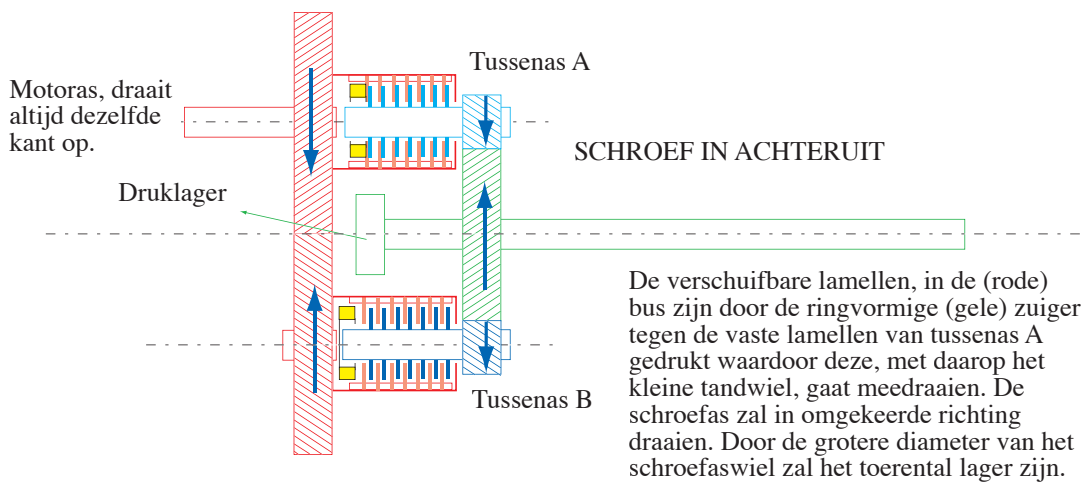 Tussenas A
Motoras, draait
altijd dezelfde
kant op.
SCHROEF IN ACHTERUIT
Druklager
De verschuifbare lamellen, in de (rode)
bus zijn door de ringvormige (gele) zuiger
tegen de vaste lamellen van tussenas A
gedrukt waardoor deze, met daarop het
kleine tandwiel, gaat meedraaien. De
schroefas zal in omgekeerde richting
draaien. Door de grotere diameter van het
schroefaswiel zal het toerental lager zijn.
Tussenas B